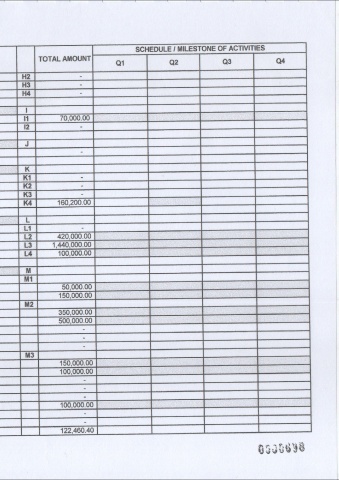 SCHEDULE / MILESTONE OF ACTIVITIES
TOTAL AMOUNT Q1 Q2 Q3 Q4
H2 -
H3 -
H4 -
I
I1 70,000.00
I2 -
J
-
K
K1 -
K2 -
K3 -
K4 160,200.00
L
L1 -
L2 420,000.00
L3 1,440,000.00
L4 100,000.00
M
M1
50,000.00
150,000.00
M2
350,000.00
500,000.00
-
-
-
M3
150,000.00
100,000.00
-
-
-
-
100,000.00
-
-
122,460.40